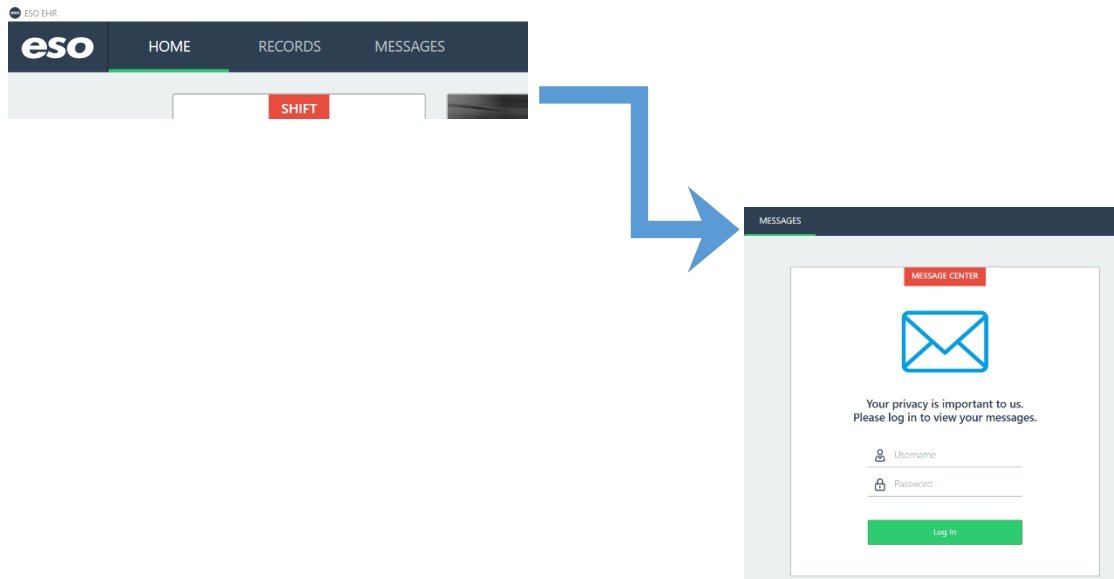 ESO EHR
eso HOME RECORDS MESSAGES
SHIFT
MESSAGES
MESSAGE CENTER
Your privacy is important to us.
Please log in to view your messages.
Username
Password
Log In